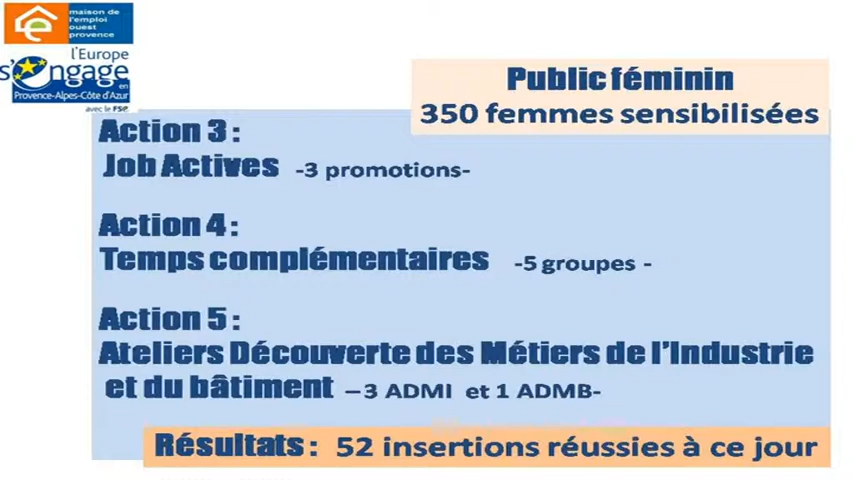 maison de
l'emploi
ouest
provence
l'Europe
s'engage
en
Provence-Alpes-Côte d'Azur
avec le FSE
Public féminin
350 femmes sensibilisées
Action 3 :
Job Actives -3 promotions-
Action 4 :
Temps complémentaires -5 groupes -
Action 5 :
Ateliers Découverte des Métiers de l'Industrie
et du bâtiment – 3 ADMI et 1 ADMB-
Résultats : 52 insertions réussies à ce jour